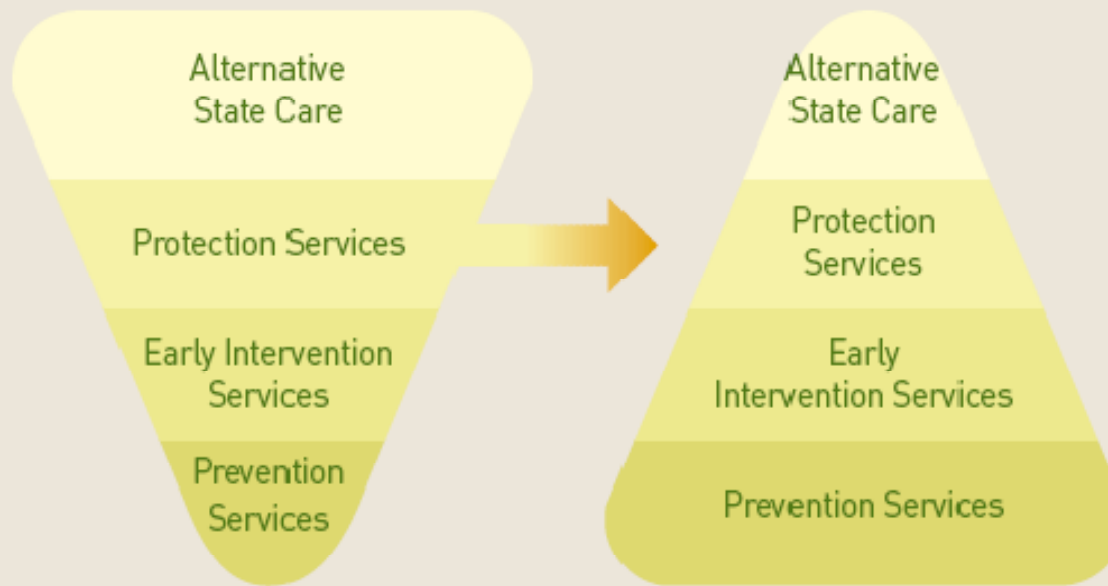 Alternative
State Care
Protection Services
Early Intervention
Services
Prevention
Services
Alternative
State Care
Protection
Services
Early
Intervention Services
Prevention Services